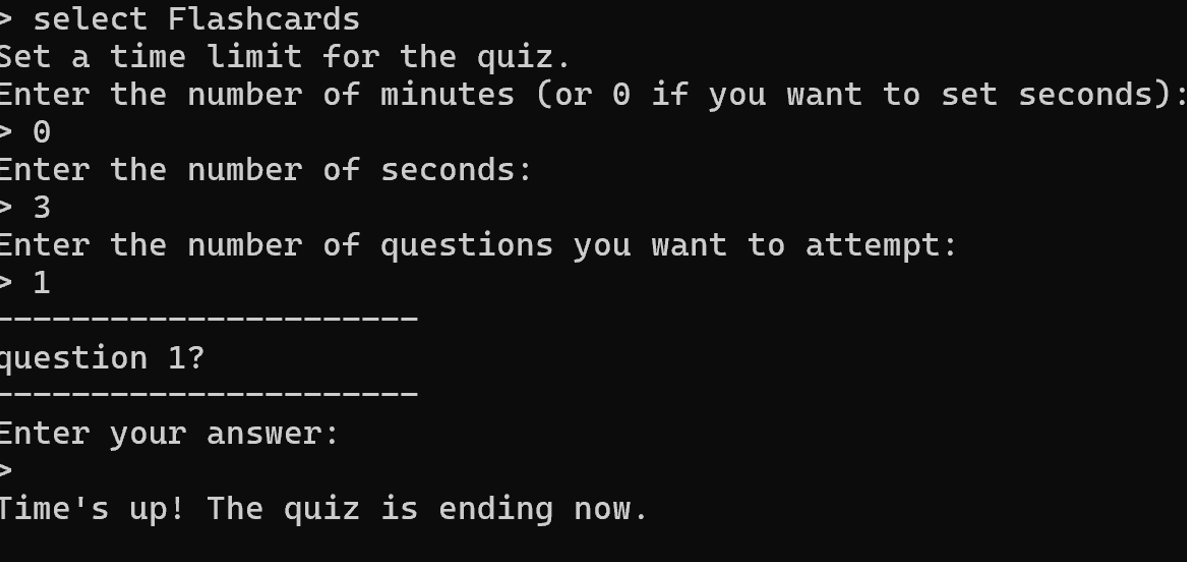 > select Flashcards
Set a time limit for the quiz.
Enter the number of minutes (or 0 if you want to set seconds):
> 0
Enter the number of seconds:
> 3
Enter the number of questions you want to attempt:
> 1
----------------------
question 1?
----------------------
Enter your answer:
>
Time's up! The quiz is ending now.